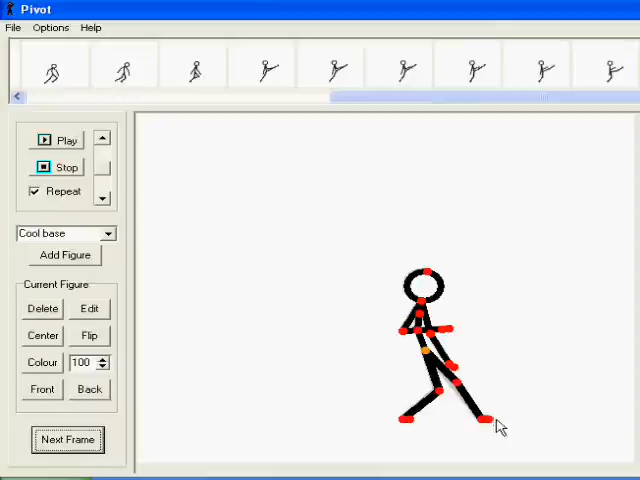 Pivot
File Options Help
Play
Stop
Repeat
Cool base
Add Figure
Current Figure
Delete Edit
Center Flip
Colour 100
Front Back
Next Frame